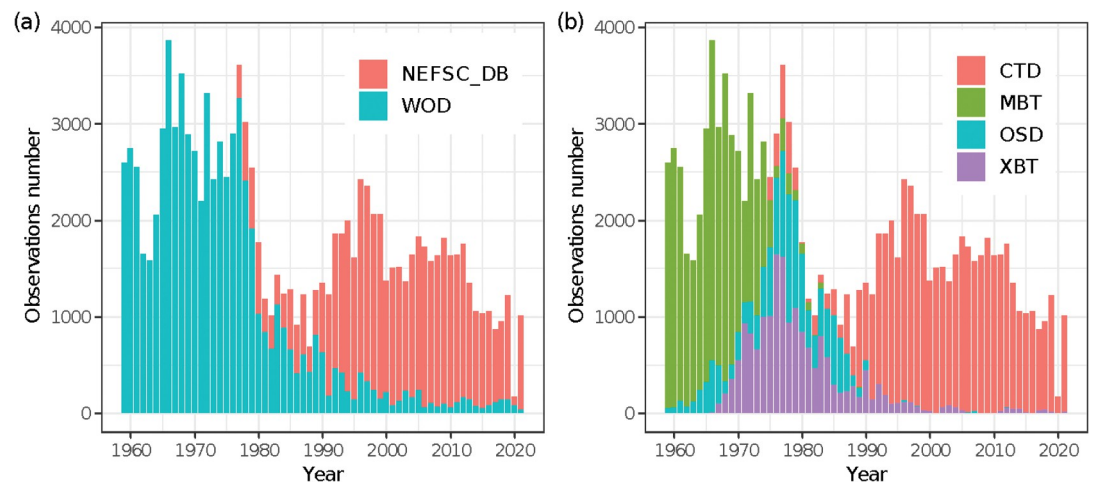 (a)
Observations number
4000
3000
2000
1000
0
NEFSC_DB
WOD
1960 1970 1980 1990 2000 2010 2020
Year
(b)
Observations number
4000
3000
2000
1000
0
CTD
MBT
OSD
XBT
1960 1970 1980 1990 2000 2010 2020
Year